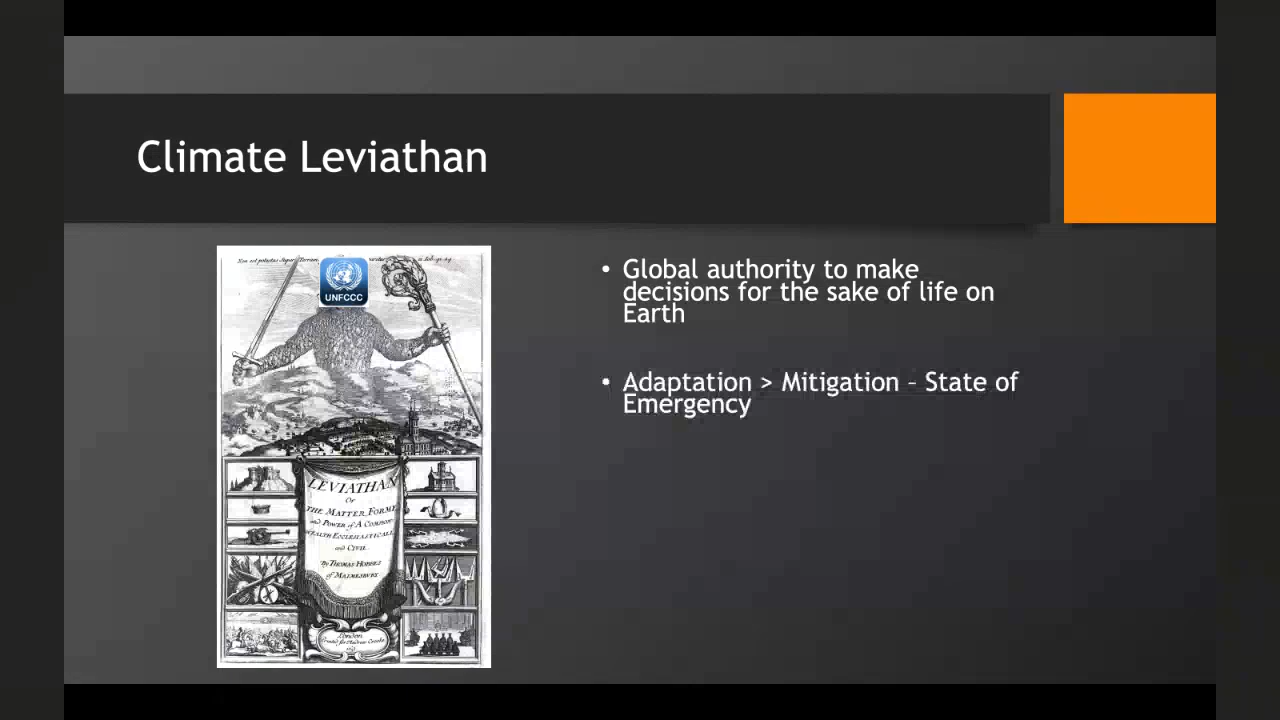 Climate Leviathan
UNFCCC
• Global authority to make
decisions for the sake of life on
Earth
• Adaptation > Mitigation – State of
Emergency
LEVIATHAN
Or
THE MATTER, FORME
and POWER of A COMMON
WEALTH ECCLESIASTICALL
and CIVIL.
By THOMAS HOBBES
of MALMESBURY.
London